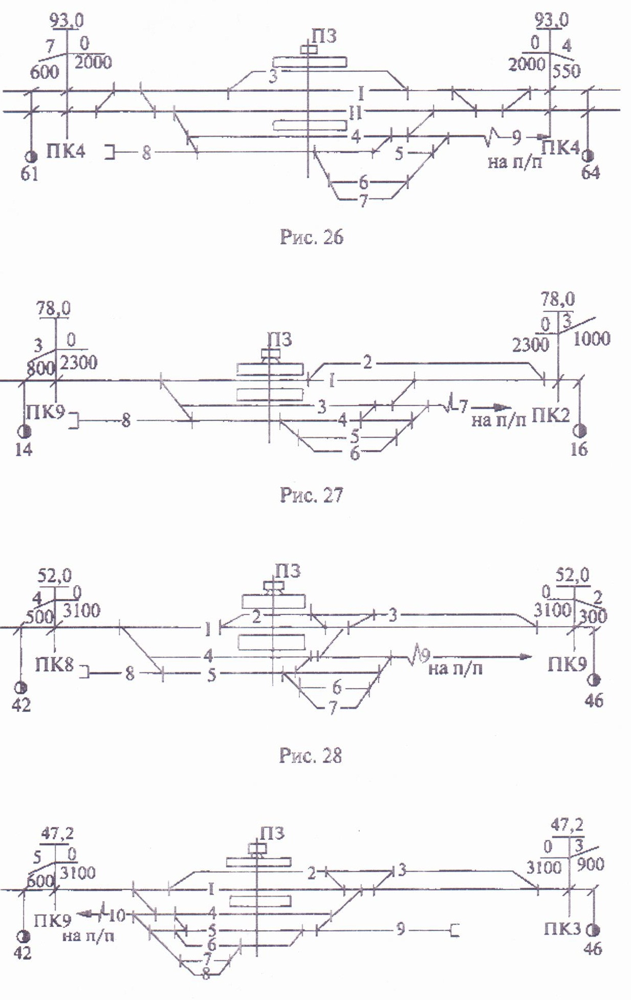 93,0 93,0
ПЗ
7 0 0 4
600 2000 2000 550
3
I
II
4 9
ПК4 8 5 на п/п ПК4
61 6 64
7
Рис. 26
78,0 78,0
ПЗ
3 0 0 3
800 2300 2300 1000
2
I
3 7
ПК9 8 4 на п/п ПК2
14 5 16
6
Рис. 27
52,0 52,0
ПЗ
4 0 0 2
500 3100 3100 300
2 3
I
4 9
ПК8 8 5 на п/п ПК9
42 6 46
7
Рис. 28
47,2 47,2
ПЗ
5 0 0 3
600 3100 3100 900
2 3
I
ПК9 10 4
на п/п 5 9 ПК3
42 6 46
7
8